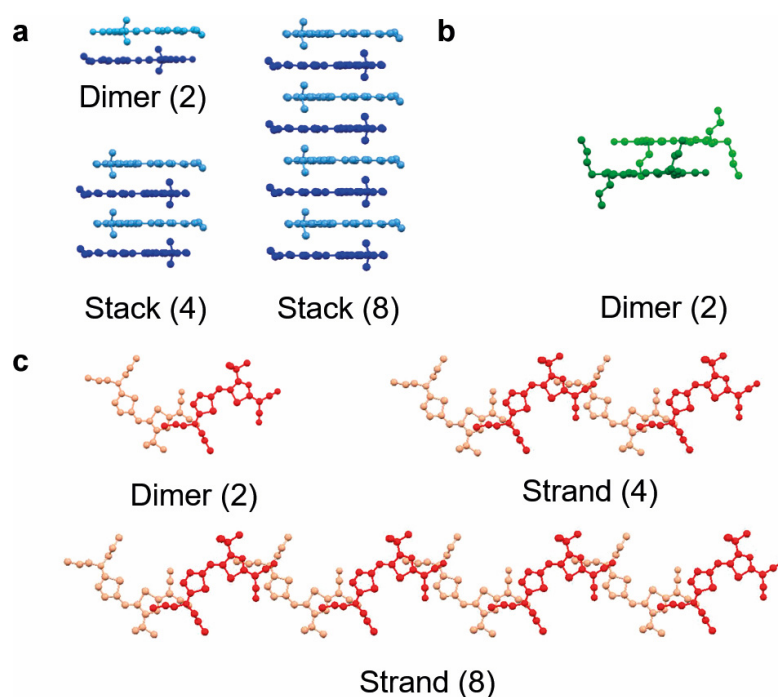 a
b
Dimer (2)
Stack (4)
Stack (8)
Dimer (2)
c
Dimer (2)
Strand (4)
Strand (8)